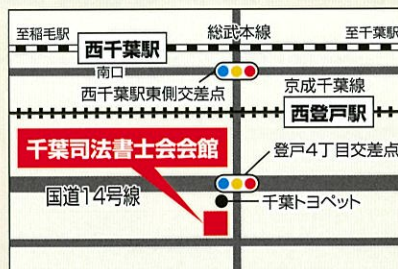 至稲毛駅
総武本線
至千葉駅
西千葉駅
南口
西千葉駅東側交差点
京成千葉線
西登戸駅
千葉司法書士会会館
登戸4丁目交差点
国道14号線
千葉トヨペット